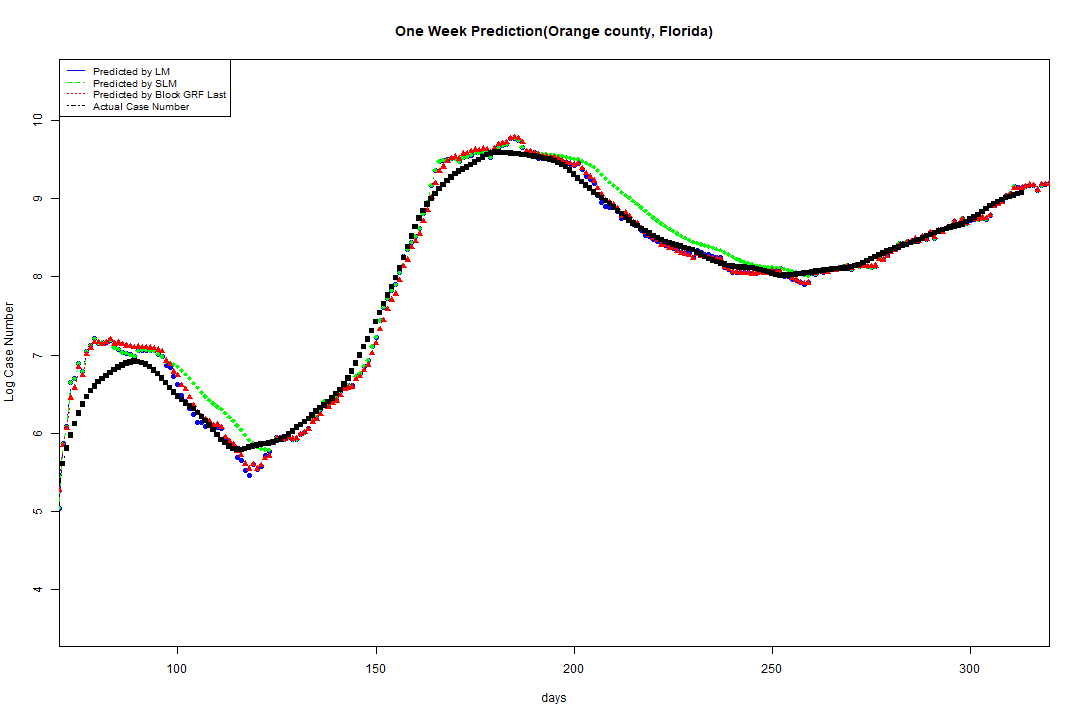 One Week Prediction(Orange county, Florida)
Predicted by LM
Predicted by SLM
Predicted by Block GRF Last
Actual Case Number
10
9
8
7
6
5
4
Log Case Number
100 150 200 250 300
days